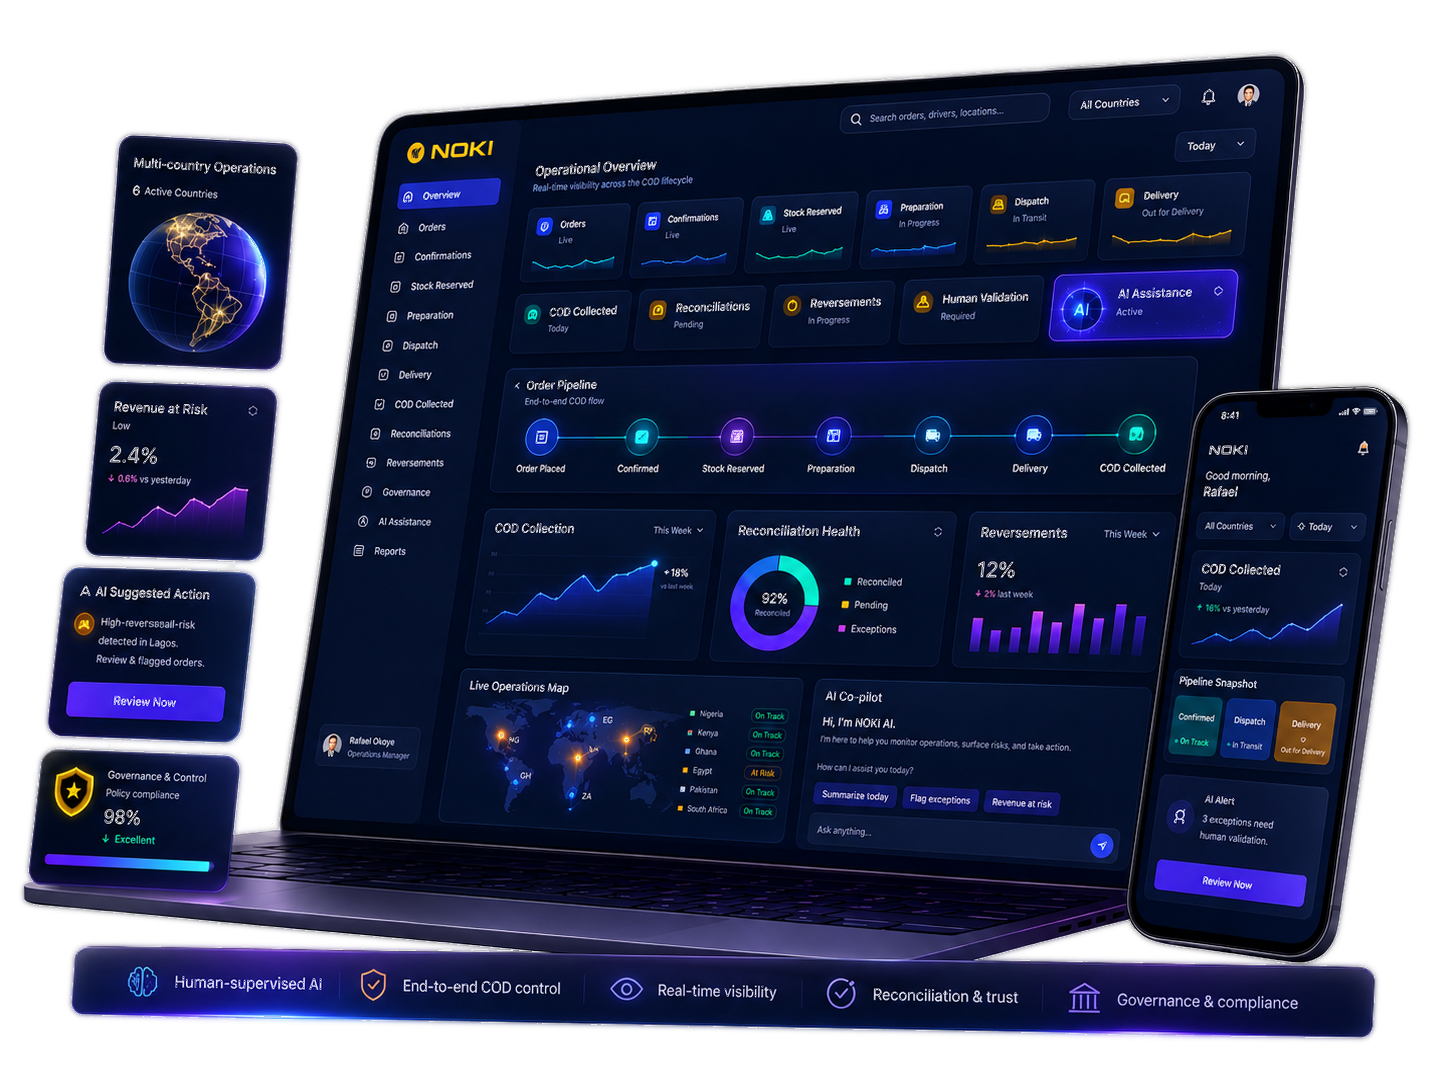 Multi-country Operations
6 Active Countries
Revenue at Risk
Low
2.4%
↓ 0.6% vs yesterday
AI Suggested Action
High-reverssall-risk
detected in Lagos.
Review & flagged orders.
Review Now
Governance & Control
Policy compliance
98%
↓ Excellent
NOKI
Search orders, drivers, locations...
All Countries
Today
Overview
Orders
Confirmations
Stock Reserved
Preparation
Dispatch
Delivery
COD Collected
Reconciliations
Reversements
Governance
AI Assistance
Reports
Rafael Okoye
Operations Manager
Operational Overview
Real-time visibility across the COD lifecycle
Orders
Live
Confirmations
Live
Stock Reserved
Live
Preparation
In Progress
Dispatch
In Transit
Delivery
Out for Delivery
COD Collected
Today
Reconciliations
Pending
Reversements
In Progress
Human Validation
Required
AI
AI Assistance
Active
Order Pipeline
End-to-end COD flow
Order Placed
Confirmed
Stock Reserved
Preparation
Dispatch
Delivery
COD Collected
COD Collection
This Week
+18%
vs last week
Reconciliation Health
92%
Reconciled
Reconciled
Pending
Exceptions
Reversements
This Week
12%
↓ 2% last week
Live Operations Map
NG
EG
GH
ZA
Nigeria On Track
Kenya On Track
Ghana On Track
Egypt At Risk
Pakistan On Track
South Africa On Track
AI Co-pilot
Hi, I'm NOKI AI.
I'm here to help you monitor operations, surface risks, and take action.
How can I assist you today?
Summarize today
Flag exceptions
Revenue at risk
Ask anything...
8:41
NOKI
Good morning,
Rafael
All Countries
Today
COD Collected
Today
↑ 16% vs yesterday
Pipeline Snapshot
Confirmed
On Track
Dispatch
In Transit
Delivery
Out for Delivery
AI Alert
3 exceptions need
human validation.
Review Now
Human-supervised AI
End-to-end COD control
Real-time visibility
Reconciliation & trust
Governance & compliance